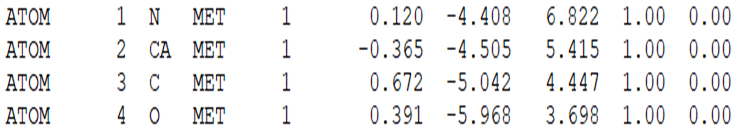 ATOM 1 N MET 1 0.120 -4.408 6.822 1.00 0.00
ATOM 2 CA MET 1 -0.365 -4.505 5.415 1.00 0.00
ATOM 3 C MET 1 0.672 -5.042 4.447 1.00 0.00
ATOM 4 O MET 1 0.391 -5.968 3.698 1.00 0.00